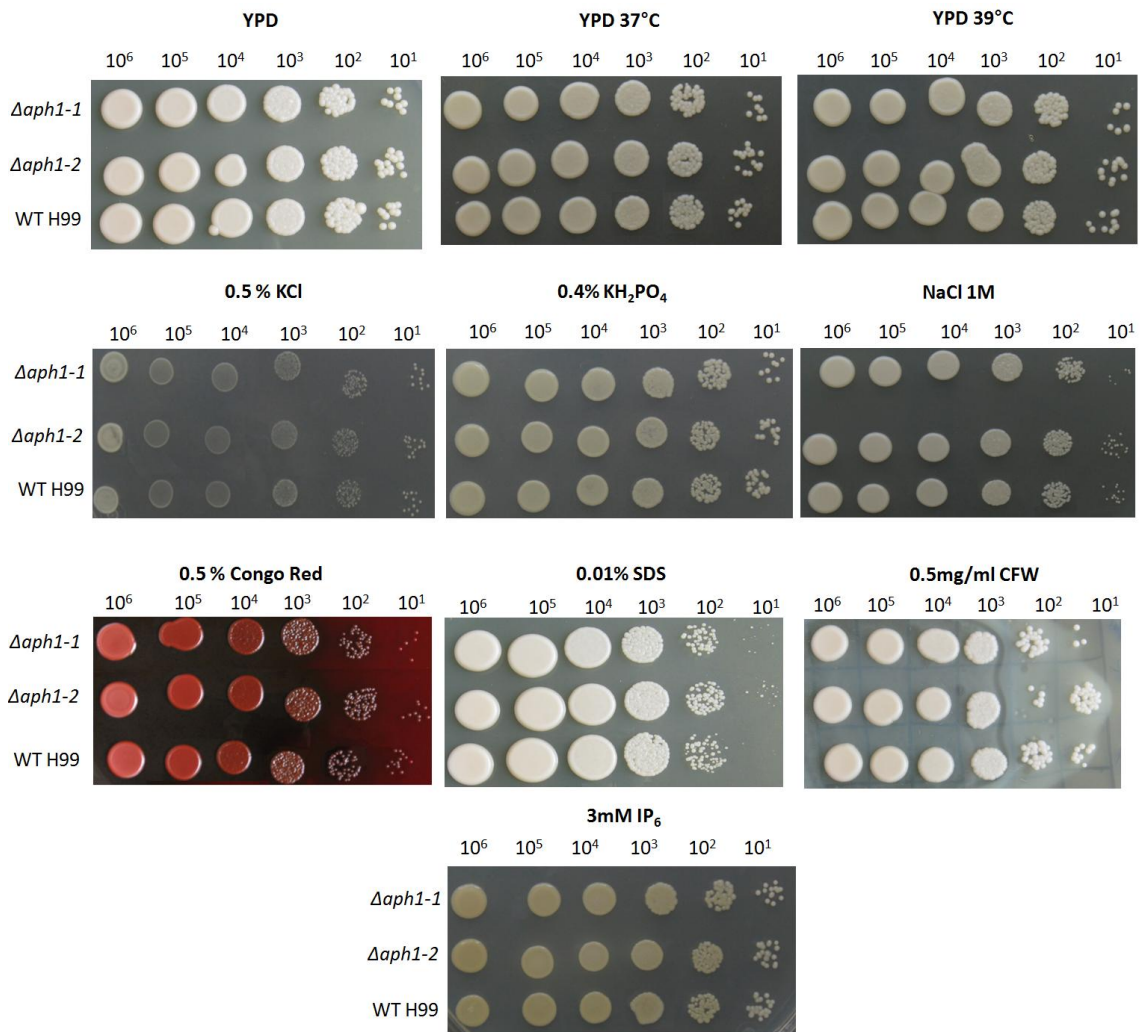 YPD YPD 37°C YPD 39°C
10⁶ 10⁵ 10⁴ 10³ 10² 10¹ 10⁶ 10⁵ 10⁴ 10³ 10² 10¹ 10⁶ 10⁵ 10⁴ 10³ 10² 10¹
Δaph1-1
Δaph1-2
WT H99
0.5 % KCl 0.4% KH₂PO₄ NaCl 1M
10⁶ 10⁵ 10⁴ 10³ 10² 10¹ 10⁶ 10⁵ 10⁴ 10³ 10² 10¹ 10⁶ 10⁵ 10⁴ 10³ 10² 10¹
Δaph1-1
Δaph1-2
WT H99
0.5 % Congo Red 0.01% SDS 0.5mg/ml CFW
10⁶ 10⁵ 10⁴ 10³ 10² 10¹ 10⁶ 10⁵ 10⁴ 10³ 10² 10¹ 10⁶ 10⁵ 10⁴ 10³ 10² 10¹
Δaph1-1
Δaph1-2
WT H99
3mM IP₆
10⁶ 10⁵ 10⁴ 10³ 10² 10¹
Δaph1-1
Δaph1-2
WT H99